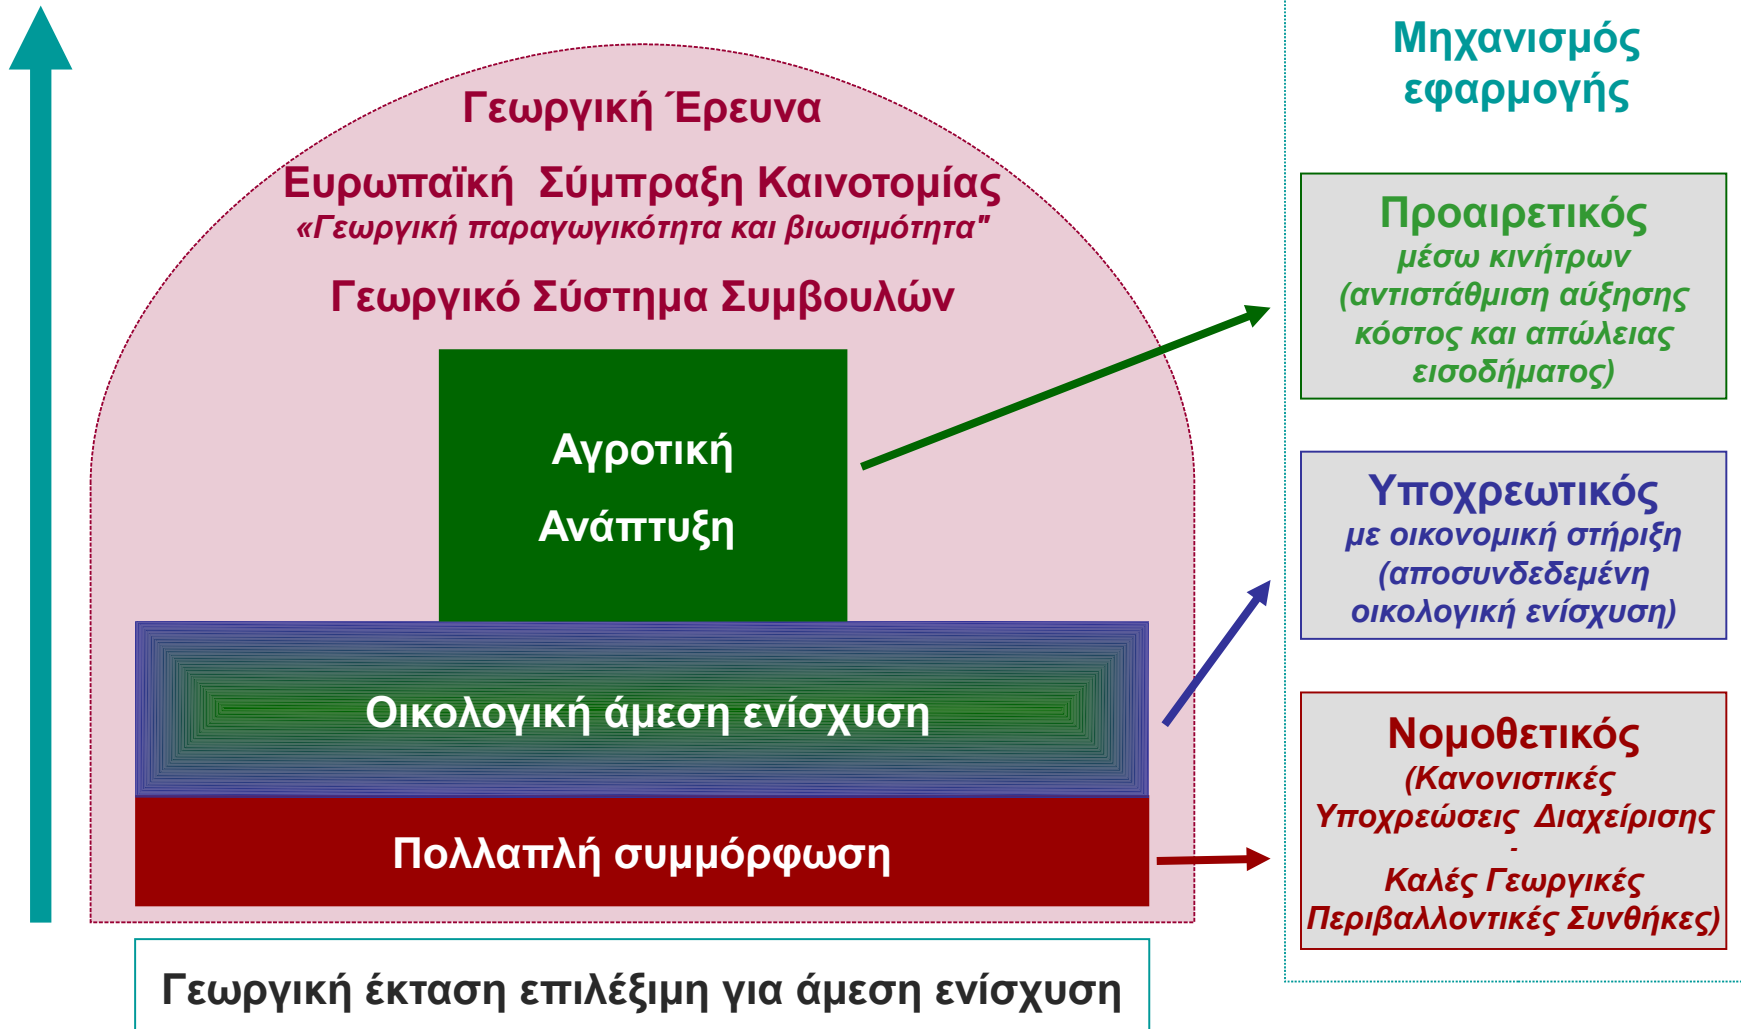 Γεωργική Έρευνα
Ευρωπαϊκή Σύμπραξη Καινοτομίας
«Γεωργική παραγωγικότητα και βιωσιμότητα"
Γεωργικό Σύστημα Συμβουλών
Αγροτική
Ανάπτυξη
Οικολογική άμεση ενίσχυση
Πολλαπλή συμμόρφωση
Γεωργική έκταση επιλέξιμη για άμεση ενίσχυση
Μηχανισμός
εφαρμογής
Προαιρετικός
μέσω κινήτρων
(αντιστάθμιση αύξησης
κόστος και απώλειας
εισοδήματος)
Υποχρεωτικός
με οικονομική στήριξη
(αποσυνδεδεμένη
οικολογική ενίσχυση)
Νομοθετικός
(Κανονιστικές
Υποχρεώσεις Διαχείρισης
-
Καλές Γεωργικές
Περιβαλλοντικές Συνθήκες)